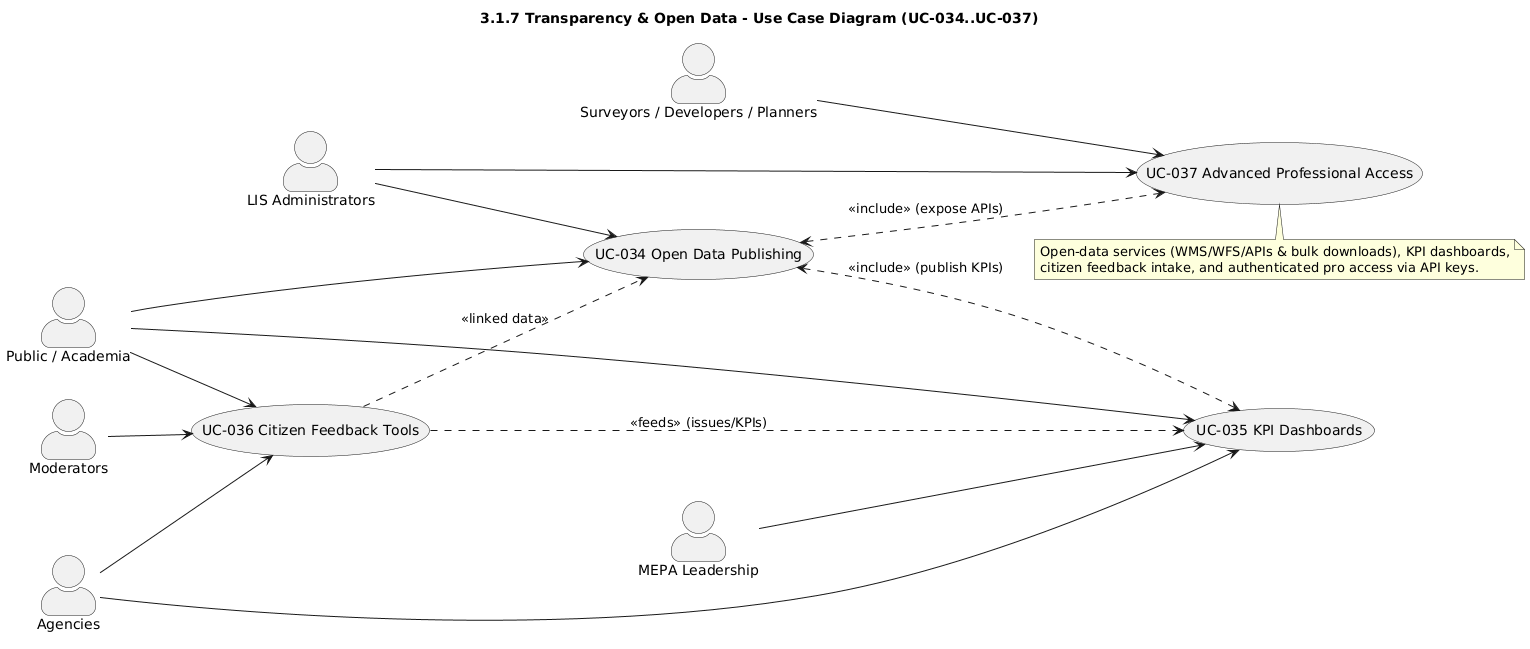 3.1.7 Transparency & Open Data - Use Case Diagram (UC-034..UC-037)
Surveyors / Developers / Planners
LIS Administrators
UC-037 Advanced Professional Access
«include» (expose APIs)
UC-034 Open Data Publishing
Open-data services (WMS/WFS/APIs & bulk downloads), KPI dashboards,
citizen feedback intake, and authenticated pro access via API keys.
«include» (publish KPIs)
«linked data»
Public / Academia
«feeds» (issues/KPIs)
UC-036 Citizen Feedback Tools
UC-035 KPI Dashboards
Moderators
MEPA Leadership
Agencies